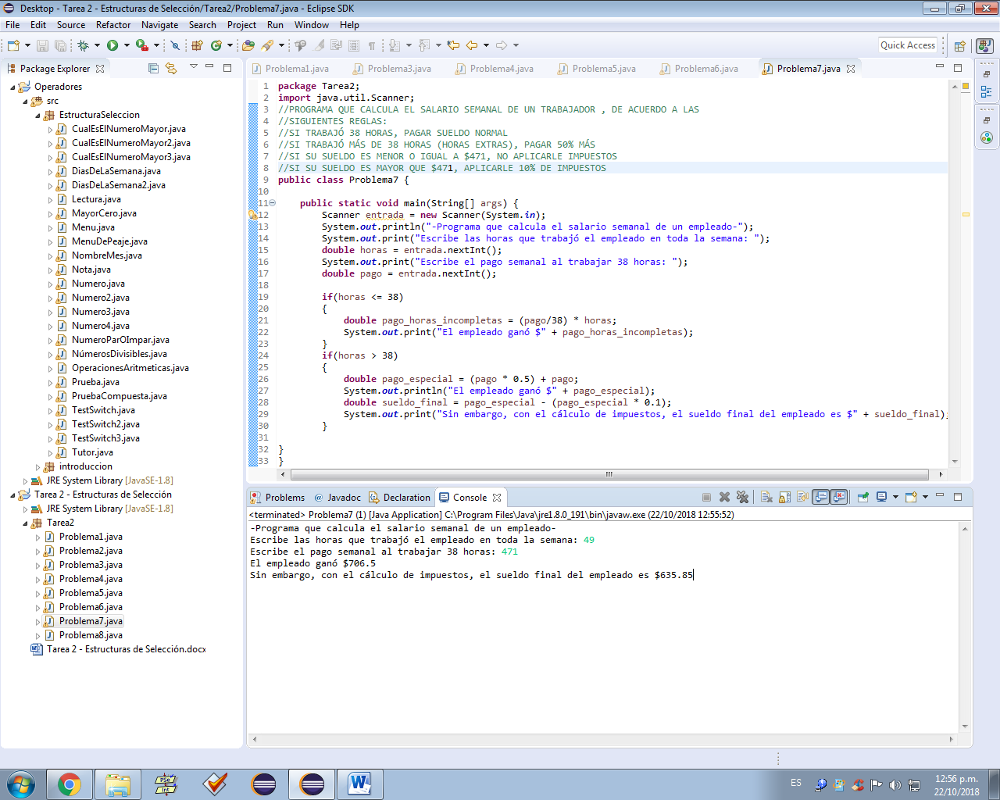 Desktop - Tarea 2 - Estructuras de Selección/Tarea2/Problema7.java - Eclipse SDK
File Edit Source Refactor Navigate Search Project Run Window Help
Quick Access
Package Explorer
Operadores
src
EstructuraSeleccion
CualEsElNumeroMayor.java
CualEsElNumeroMayor2.java
CualEsElNumeroMayor3.java
DiasDeLaSemana.java
DiasDeLaSemana2.java
Lectura.java
MayorCero.java
Menu.java
MenuDePeaje.java
NombreMes.java
Nota.java
Numero.java
Numero2.java
Numero3.java
Numero4.java
NumeroParOImpar.java
NúmerosDivisibles.java
OperacionesAritmeticas.java
Prueba.java
PruebaCompuesta.java
TestSwitch.java
TestSwitch2.java
TestSwitch3.java
Tutor.java
introduccion
JRE System Library [JavaSE-1.8]
Tarea 2 - Estructuras de Selección
JRE System Library [JavaSE-1.8]
Tarea2
Problema1.java
Problema2.java
Problema3.java
Problema4.java
Problema5.java
Problema6.java
Problema7.java
Problema8.java
Tarea 2 - Estructuras de Selección.docx
Problema1.java Problema3.java Problema4.java Problema5.java Problema6.java Problema7.java
1 package Tarea2;
2 import java.util.Scanner;
3 //PROGRAMA QUE CALCULA EL SALARIO SEMANAL DE UN TRABAJADOR , DE ACUERDO A LAS
4 //SIGUIENTES REGLAS:
5 //SI TRABAJÓ 38 HORAS, PAGAR SUELDO NORMAL
6 //SI TRABAJÓ MÁS DE 38 HORAS (HORAS EXTRAS), PAGAR 50% MÁS
7 //SI SU SUELDO ES MENOR O IGUAL A $471, NO APLICARLE IMPUESTOS
8 //SI SU SUELDO ES MAYOR QUE $471, APLICARLE 10% DE IMPUESTOS
9 public class Problema7 {
10
11 public static void main(String[] args) {
12 Scanner entrada = new Scanner(System.in);
13 System.out.println("-Programa que calcula el salario semanal de un empleado-");
14 System.out.print("Escribe las horas que trabajó el empleado en toda la semana: ");
15 double horas = entrada.nextInt();
16 System.out.print("Escribe el pago semanal al trabajar 38 horas: ");
17 double pago = entrada.nextInt();
18
19 if(horas <= 38)
20 {
21 double pago_horas_incompletas = (pago/38) * horas;
22 System.out.print("El empleado ganó $" + pago_horas_incompletas);
23 }
24 if(horas > 38)
25 {
26 double pago_especial = (pago * 0.5) + pago;
27 System.out.println("El empleado ganó $" + pago_especial);
28 double sueldo_final = pago_especial - (pago_especial * 0.1);
29 System.out.print("Sin embargo, con el cálculo de impuestos, el sueldo final del empleado es $" + sueldo_final);
30 }
31
32 }
33 }
Problems Javadoc Declaration Console
<terminated> Problema7 (1) [Java Application] C:\Program Files\Java\jre1.8.0_191\bin\javaw.exe (22/10/2018 12:55:52)
-Programa que calcula el salario semanal de un empleado-
Escribe las horas que trabajó el empleado en toda la semana: 49
Escribe el pago semanal al trabajar 38 horas: 471
El empleado ganó $706.5
Sin embargo, con el cálculo de impuestos, el sueldo final del empleado es $635.85
PSe
Int
ES
12:56 p.m.
22/10/2018